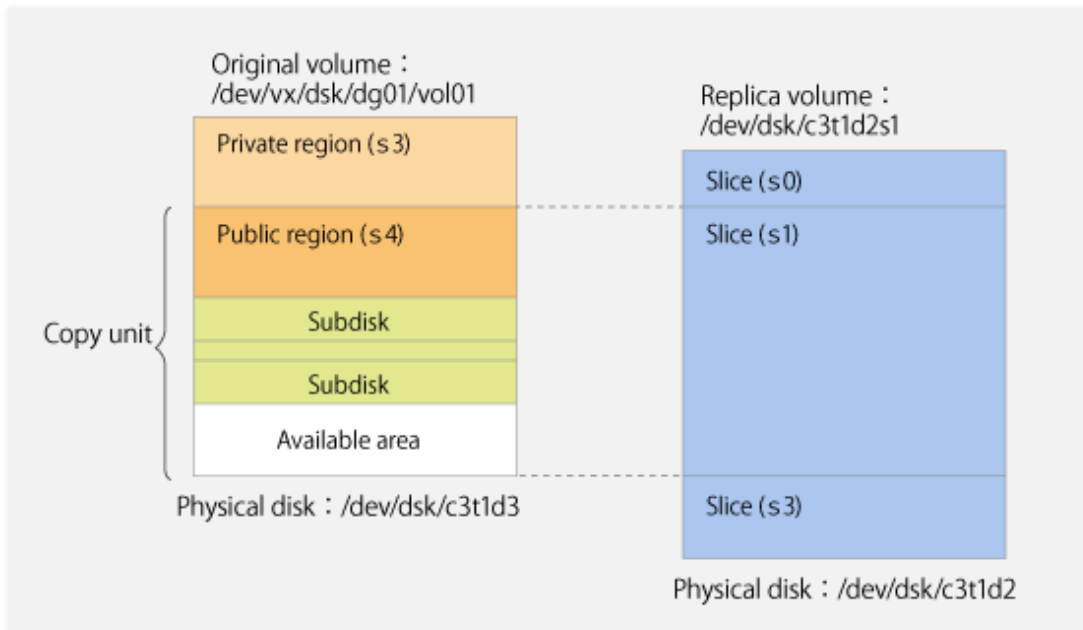 Original volume：
/dev/vx/dsk/dg01/vol01
Private region (s3)
Public region (s4)
Subdisk
Subdisk
Available area
Copy unit
Physical disk：/dev/dsk/c3t1d3
Replica volume：
/dev/dsk/c3t1d2s1
Slice (s0)
Slice (s1)
Slice (s3)
Physical disk：/dev/dsk/c3t1d2